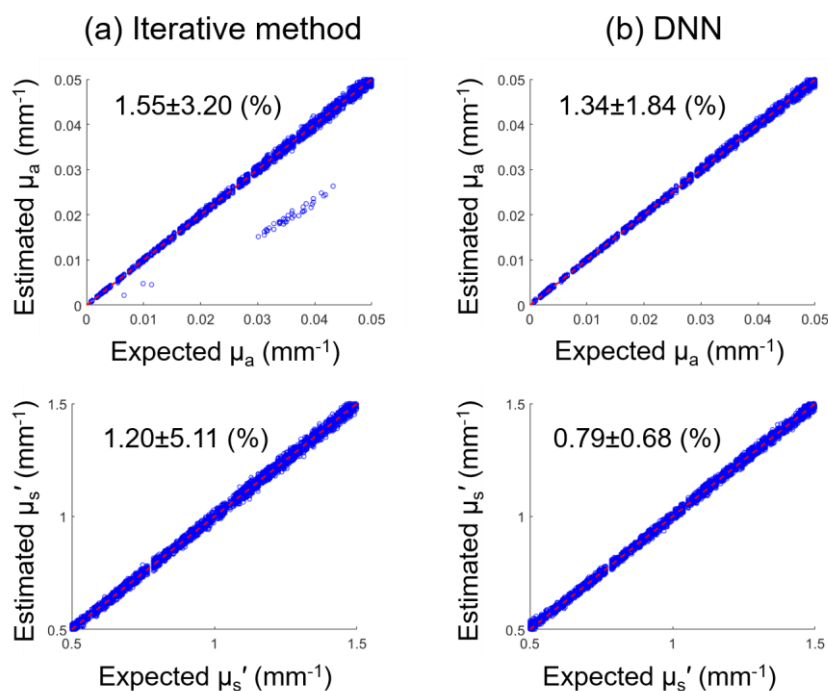 (a) Iterative method
(b) DNN
Estimated μₐ (mm⁻¹)
0.05
0.04
0.03
0.02
0.01
0
1.55±3.20 (%)
0 0.01 0.02 0.03 0.04 0.05
Expected μₐ (mm⁻¹)
Estimated μₐ (mm⁻¹)
0.05
0.04
0.03
0.02
0.01
0
1.34±1.84 (%)
0 0.01 0.02 0.03 0.04 0.05
Expected μₐ (mm⁻¹)
Estimated μₛ′ (mm⁻¹)
1.5
1
0.5
1.20±5.11 (%)
0.5 1 1.5
Expected μₛ′ (mm⁻¹)
Estimated μₛ′ (mm⁻¹)
1.5
1
0.5
0.79±0.68 (%)
0.5 1 1.5
Expected μₛ′ (mm⁻¹)